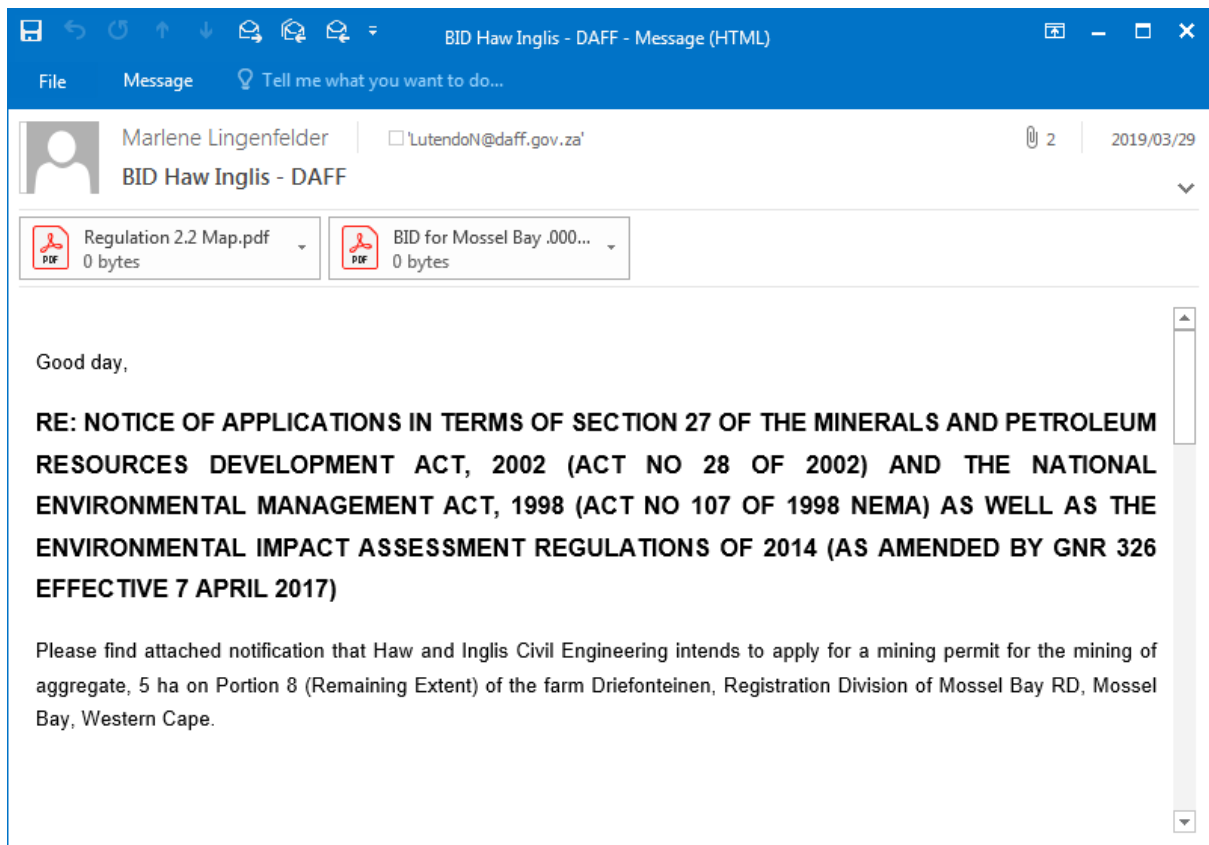 BID Haw Inglis - DAFF - Message (HTML)
File Message Tell me what you want to do...
Marlene Lingenfelder 'LutendoN@daff.gov.za' 2 2019/03/29
BID Haw Inglis - DAFF
PDF Regulation 2.2 Map.pdf
0 bytes
PDF BID for Mossel Bay .000...
0 bytes
Good day,
RE: NOTICE OF APPLICATIONS IN TERMS OF SECTION 27 OF THE MINERALS AND PETROLEUM
RESOURCES DEVELOPMENT ACT, 2002 (ACT NO 28 OF 2002) AND THE NATIONAL
ENVIRONMENTAL MANAGEMENT ACT, 1998 (ACT NO 107 OF 1998 NEMA) AS WELL AS THE
ENVIRONMENTAL IMPACT ASSESSMENT REGULATIONS OF 2014 (AS AMENDED BY GNR 326
EFFECTIVE 7 APRIL 2017)
Please find attached notification that Haw and Inglis Civil Engineering intends to apply for a mining permit for the mining of
aggregate, 5 ha on Portion 8 (Remaining Extent) of the farm Driefonteinen, Registration Division of Mossel Bay RD, Mossel
Bay, Western Cape.